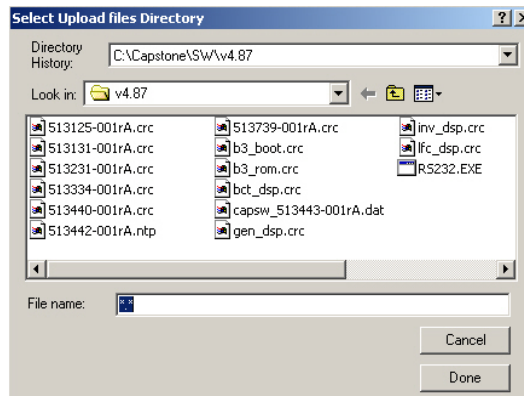 Select Upload files Directory
Directory History: C:\Capstone\SW\v4.87
Look in: v4.87
513125-001rA.crc 513739-001rA.crc inv_dsp.crc
513131-001rA.crc b3_boot.crc lfc_dsp.crc
513231-001rA.crc b3_rom.crc RS232.EXE
513334-001rA.crc bct_dsp.crc
513440-001rA.crc capsw_513443-001rA.dat
513442-001rA.ntp gen_dsp.crc
File name: *.*
Cancel
Done